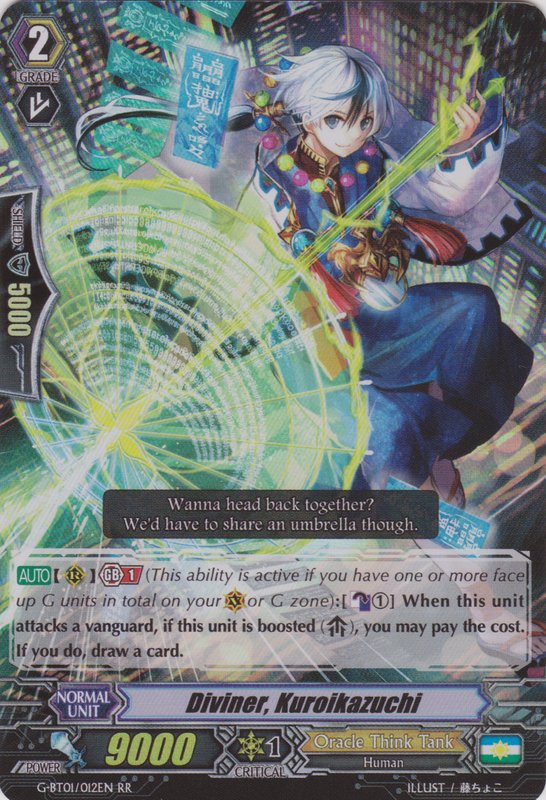 2
GRADE
SHIELD
5000
Wanna head back together?
We'd have to share an umbrella though.
AUTO [ R ] GB 1 (This ability is active if you have one or more face
up G units in total on your V or G zone):[ ①] When this unit
attacks a vanguard, if this unit is boosted ( ), you may pay the cost.
If you do, draw a card.
NORMAL
UNIT
Diviner, Kuroikazuchi
POWER
9000
1
CRITICAL
Oracle Think Tank
Human
G-BT01/012EN RR
ILLUST / 藤ちょこ